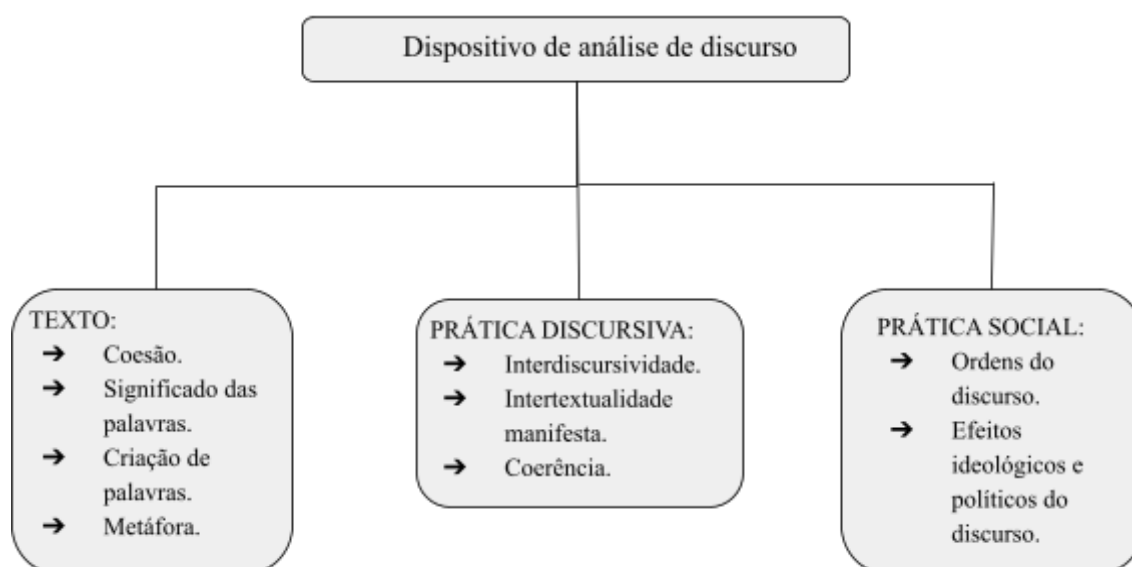 Dispositivo de análise de discurso
TEXTO:
➔ Coesão.
➔ Significado das
palavras.
➔ Criação de
palavras.
➔ Metáfora.
PRÁTICA DISCURSIVA:
➔ Interdiscursividade.
➔ Intertextualidade
manifesta.
➔ Coerência.
PRÁTICA SOCIAL:
➔ Ordens do
discurso.
➔ Efeitos
ideológicos e
políticos do
discurso.